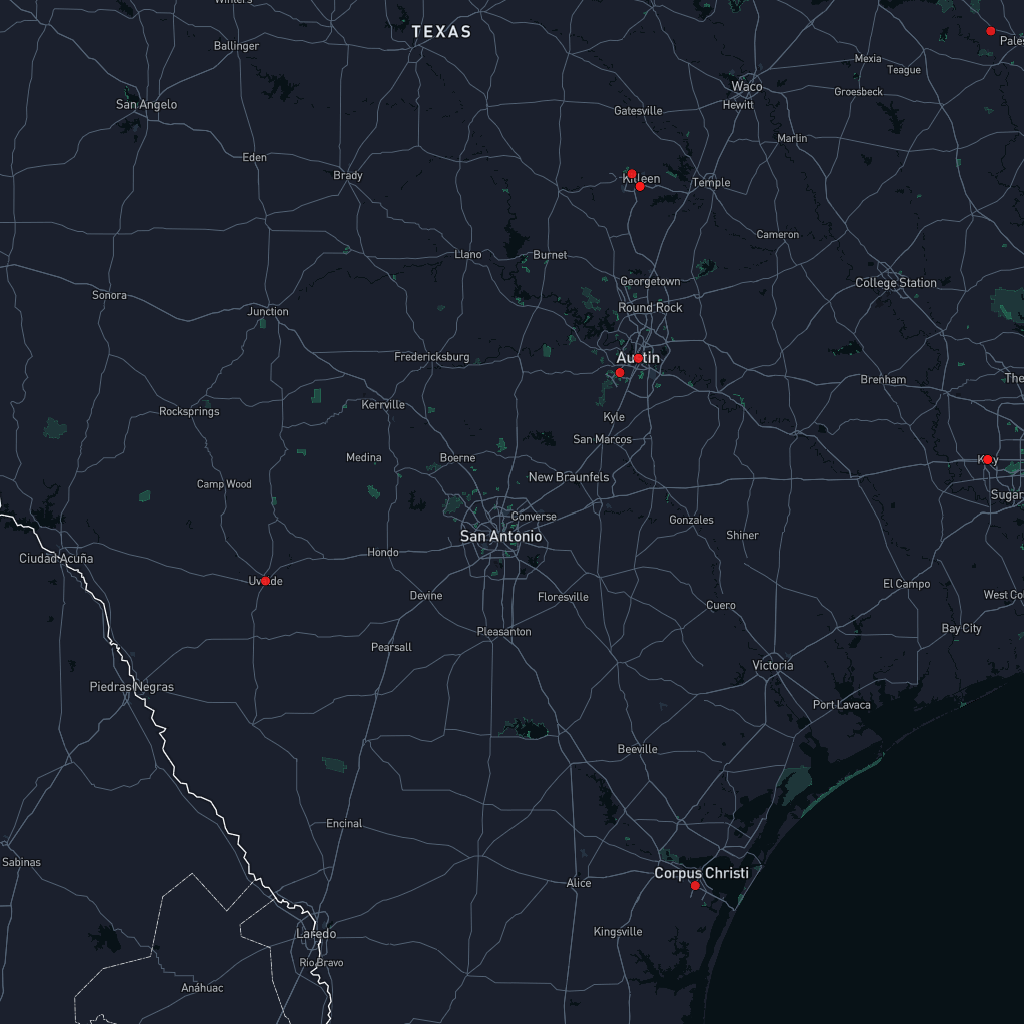 Winters
TEXAS
Ballinger
Mexia
Teague
Waco
Groesbeck
San Angelo
Hewitt
Gatesville
Marlin
Eden
Brady
Killeen
Temple
Cameron
Llano
Burnet
Georgetown
College Station
Sonora
Junction
Round Rock
Fredericksburg
Austin
Brenham
The
Kerrville
Rocksprings
Kyle
San Marcos
Medina
Boerne
Katy
New Braunfels
Camp Wood
Sugar
Converse
Gonzales
San Antonio
Shiner
Ciudad Acuña
Hondo
Uvalde
El Campo
Devine
Floresville
West Col
Cuero
Pleasanton
Bay City
Pearsall
Victoria
Piedras Negras
Port Lavaca
Beeville
Encinal
Sabinas
Corpus Christi
Alice
Kingsville
Laredo
Rio Bravo
Anáhuac